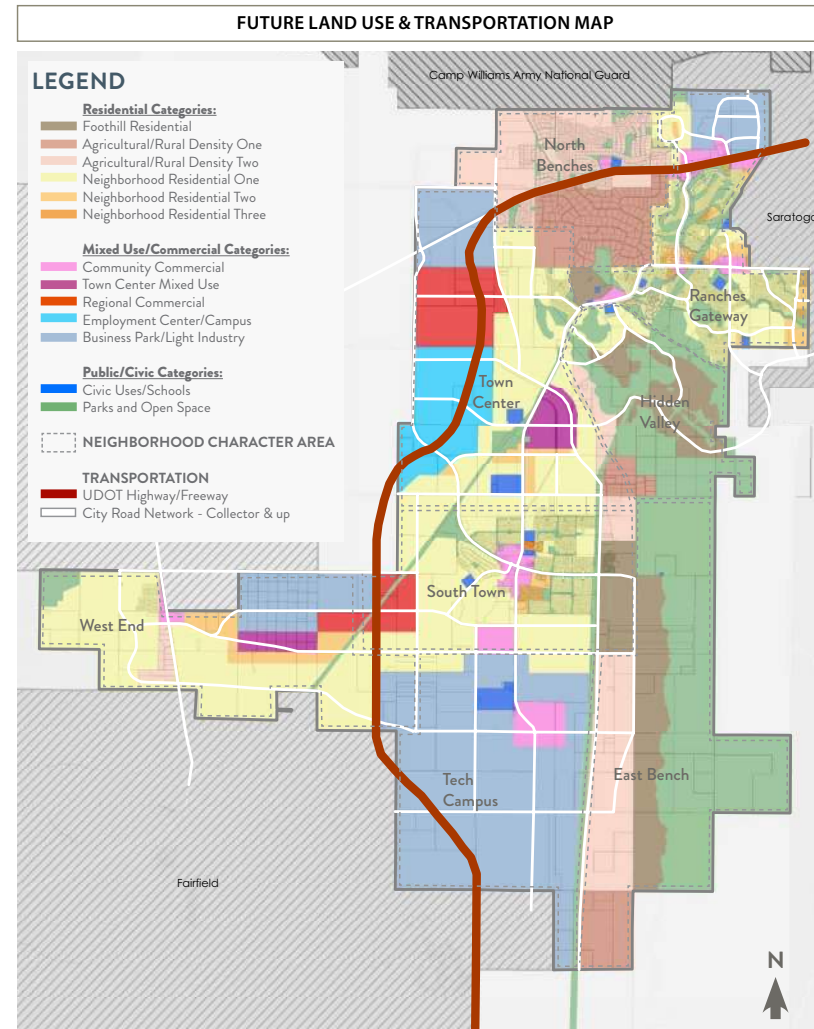 FUTURE LAND USE & TRANSPORTATION MAP
LEGEND
Residential Categories:
Foothill Residential
Agricultural/Rural Density One
Agricultural/Rural Density Two
Neighborhood Residential One
Neighborhood Residential Two
Neighborhood Residential Three
Mixed Use/Commercial Categories:
Community Commercial
Town Center Mixed Use
Regional Commercial
Employment Center/Campus
Business Park/Light Industry
Public/Civic Categories:
Civic Uses/Schools
Parks and Open Space
NEIGHBORHOOD CHARACTER AREA
TRANSPORTATION
UDOT Highway/Freeway
City Road Network - Collector & up
Camp Williams Army National Guard
North
Benches
Saratoga
Ranches
Gateway
Town
Center
Hidden
Valley
South Town
West End
Tech
Campus
East Bench
Fairfield
N